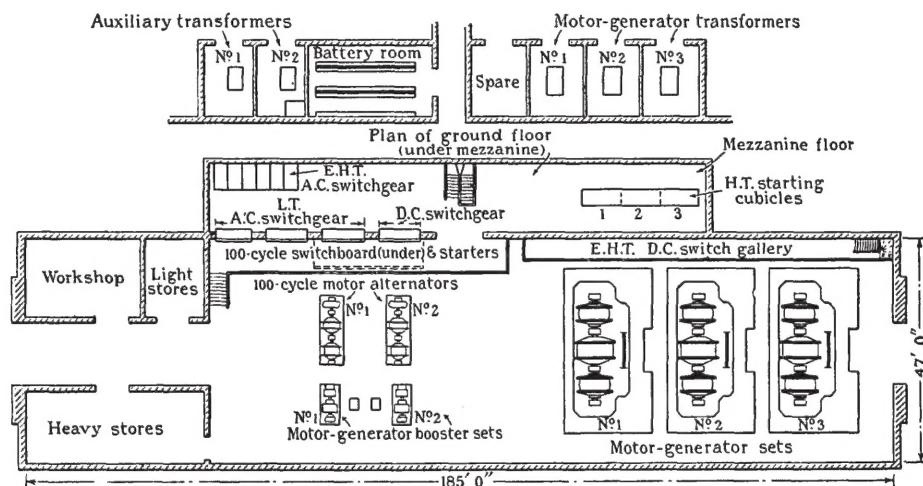 Auxiliary transformers
Motor-generator transformers
Nº1
Nº2
Battery room
Spare
Nº1
Nº2
Nº3
Plan of ground floor
(under mezzanine)
Mezzanine floor
E.H.T.
A.C. switchgear
H.T. starting
cubicles
L.T.
A.C. switchgear
D.C. switchgear
1 2 3
100-cycle switchboard (under) & starters
E.H.T. D.C. switch gallery
Workshop
Light
stores
100-cycle motor alternators
Nº1
Nº2
47' 0"
Heavy stores
Nº1
Nº2
Motor-generator booster sets
Nº1
Nº2
Nº3
Motor-generator sets
185' 0"